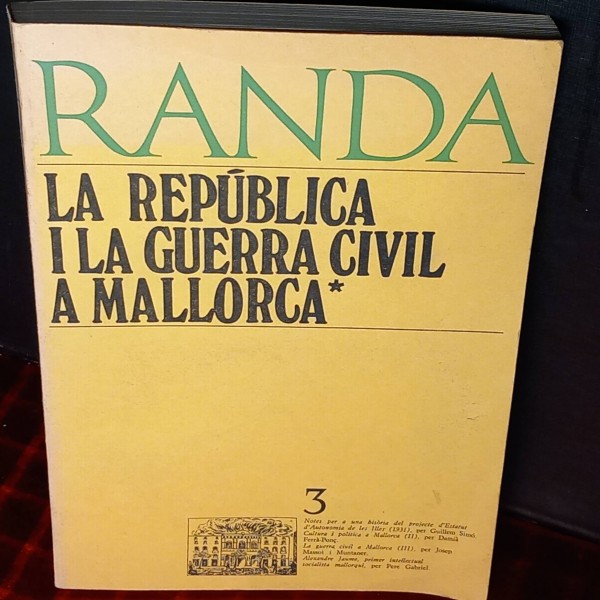 RANDA
LA REPÚBLICA
I LA GUERRA CIVIL
A MALLORCA*
3
Notes per a una història del projecte d'Estatut
d'Autonomia de les Illes (1931), per Guillem Simó.
Cultura i política a Mallorca (II), per Damià
Ferrà-Ponç.
La guerra civil a Mallorca (III), per Josep
Massot i Muntaner.
Alexandre Jaume, primer intel·lectual
socialista mallorquí, per Pere Gabriel